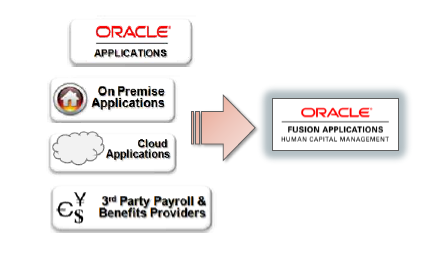 ORACLE®
APPLICATIONS
On Premise
Applications
Cloud
Applications
€ ¥ $
3rd Party Payroll &
Benefits Providers
ORACLE®
FUSION APPLICATIONS
HUMAN CAPITAL MANAGEMENT